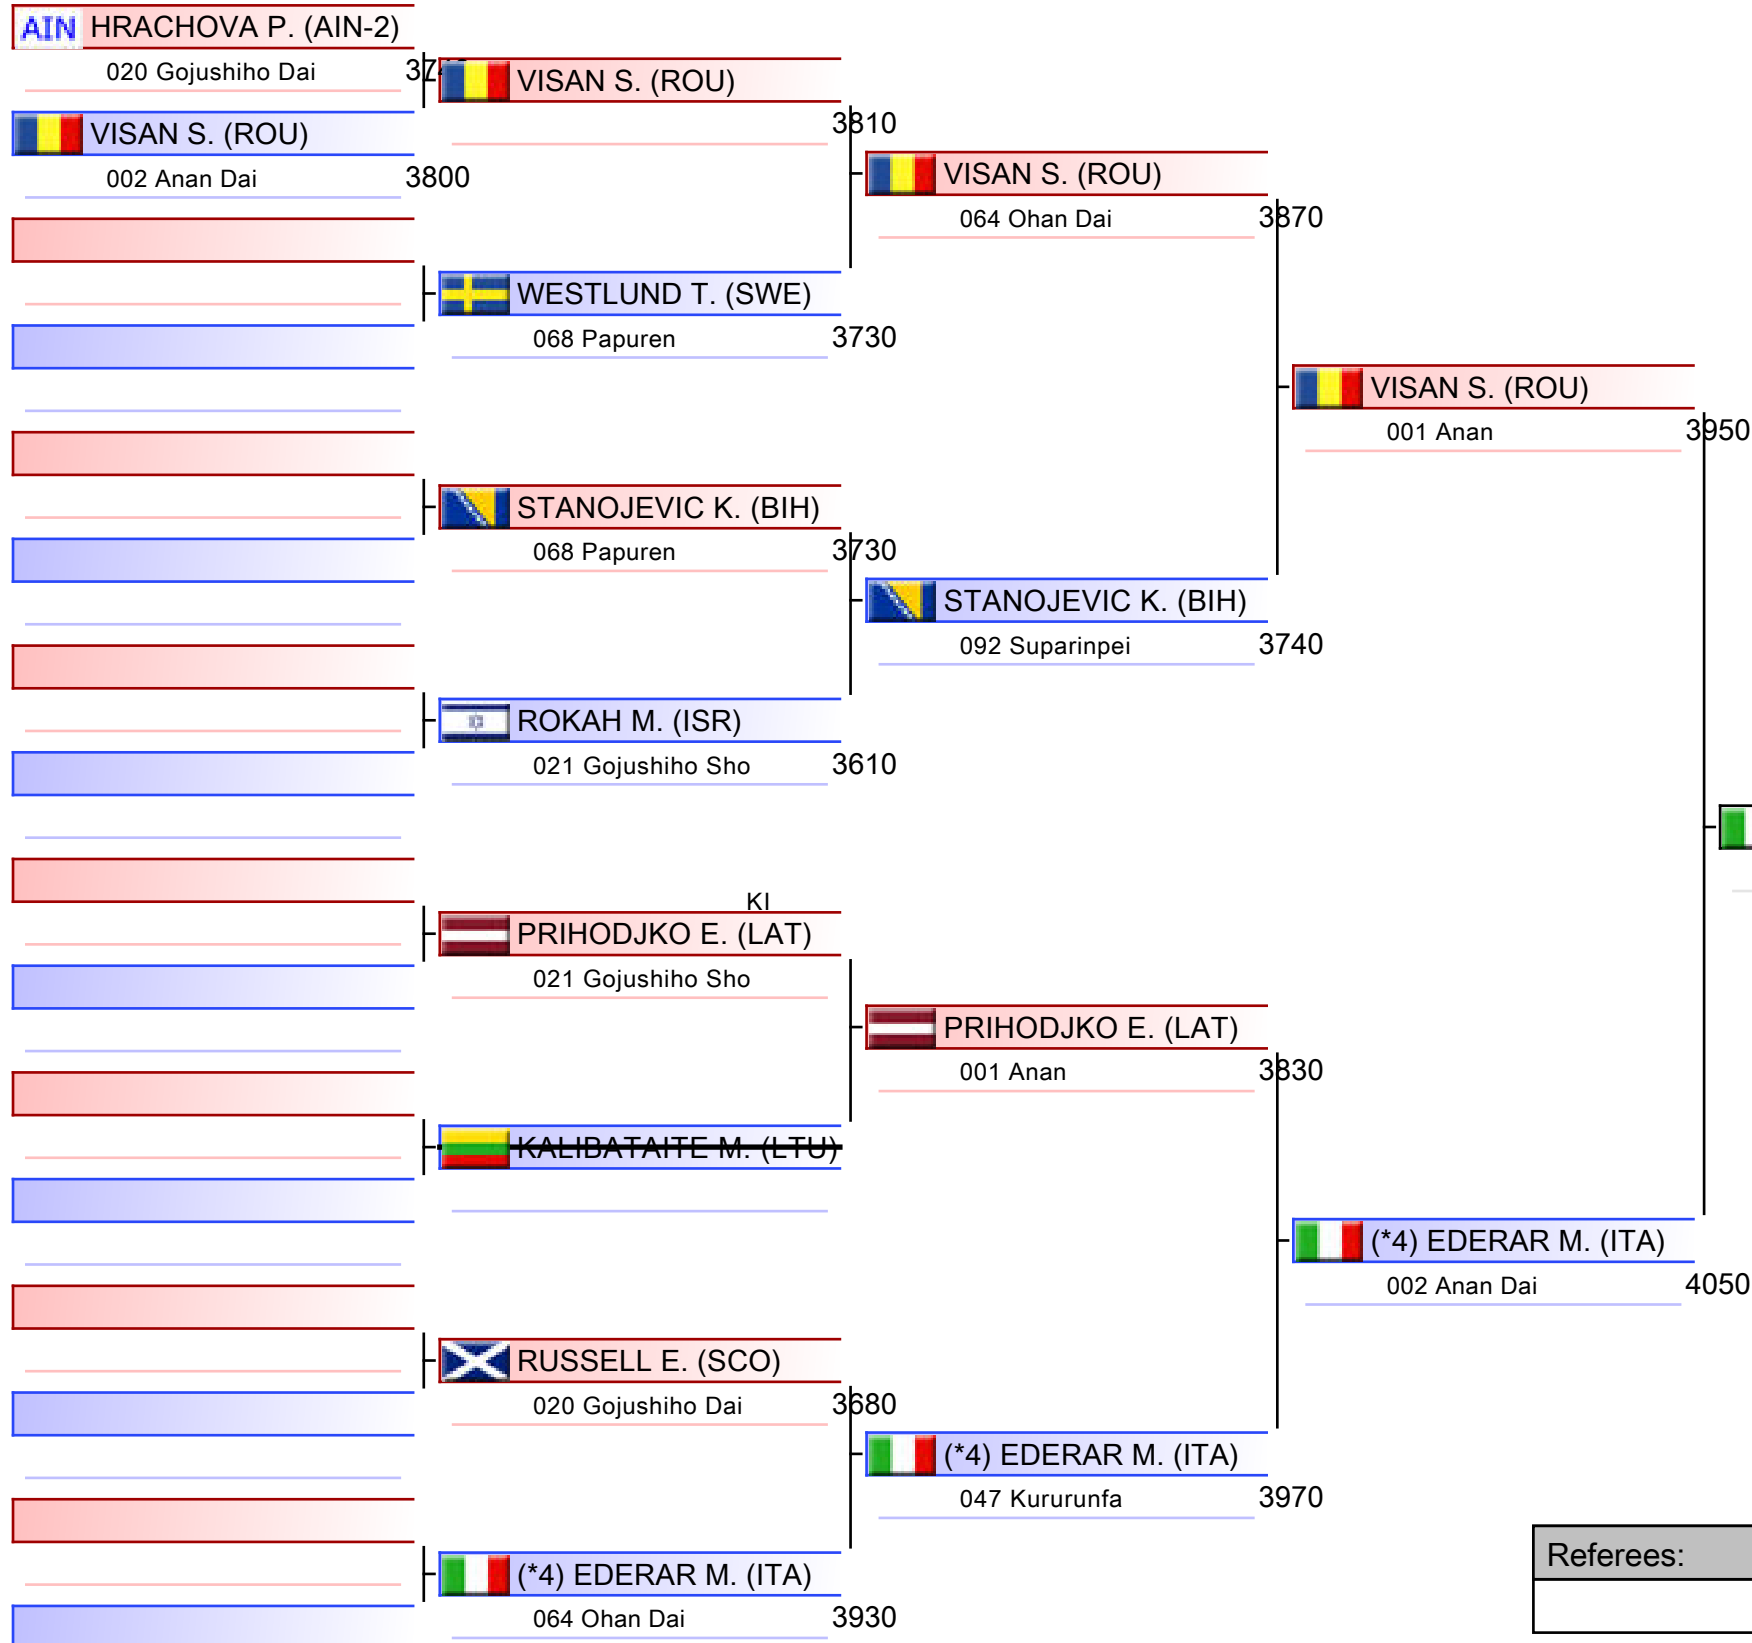 AIN HRACHOVA P. (AIN-2)
020 Gojushiho Dai
VISAN S. (ROU)
002 Anan Dai 3800
VISAN S. (ROU)
3810
WESTLUND T. (SWE)
068 Papuren 3730
STANOJEVIC K. (BIH)
068 Papuren 3730
ROKAH M. (ISR)
021 Gojushiho Sho 3610
KI
PRIHODJKO E. (LAT)
021 Gojushiho Sho
KALIBATAITE M. (LTU)
RUSSELL E. (SCO)
020 Gojushiho Dai 3680
(*4) EDERAR M. (ITA)
064 Ohan Dai 3930
VISAN S. (ROU)
064 Ohan Dai 3870
STANOJEVIC K. (BIH)
092 Suparinpei 3740
PRIHODJKO E. (LAT)
001 Anan 3830
(*4) EDERAR M. (ITA)
047 Kururunfa 3970
VISAN S. (ROU)
001 Anan 3950
(*4) EDERAR M. (ITA)
002 Anan Dai 4050
Referees: